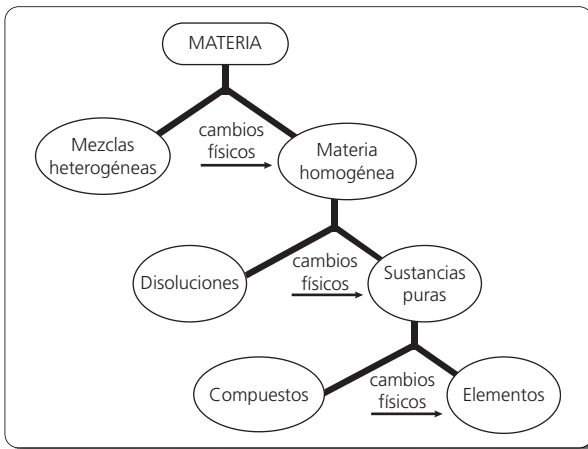 MATERIA
Mezclas
heterogéneas
cambios
físicos
Materia
homogénea
Disoluciones
cambios
físicos
Sustancias
puras
Compuestos
cambios
físicos
Elementos